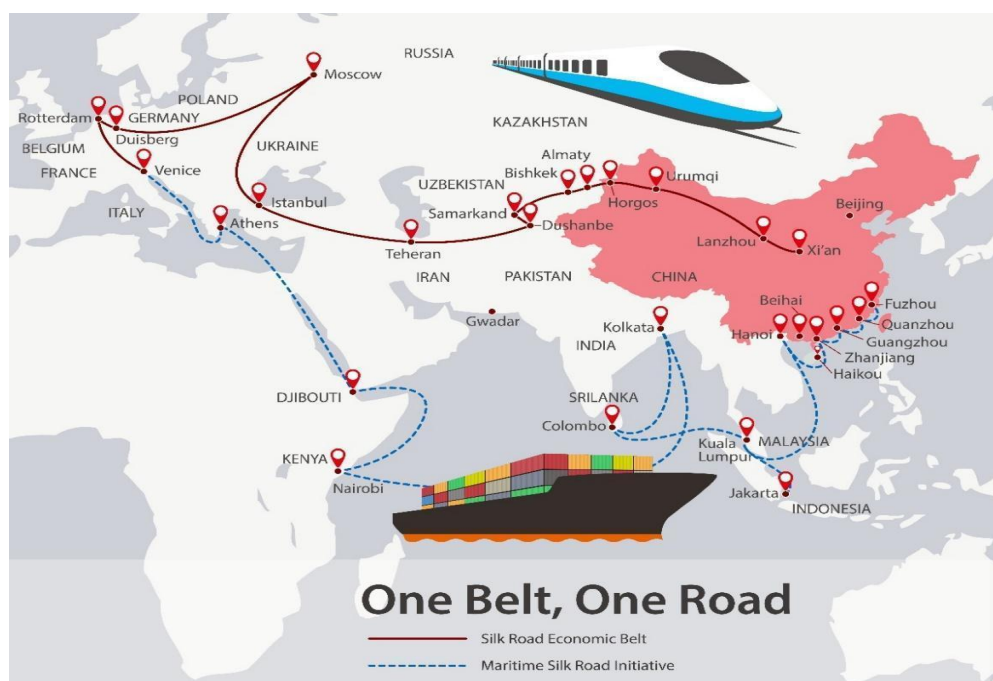 RUSSIA
Moscow
POLAND
Rotterdam
GERMANY
Duisberg
KAZAKHSTAN
BELGIUM
UKRAINE
Almaty
FRANCE
Venice
Bishkek
Urumqi
UZBEKISTAN
Horgos
ITALY
Istanbul
Samarkand
Beijing
Athens
Dushanbe
Lanzhou
Xi'an
Teheran
IRAN
PAKISTAN
CHINA
Beihai
Fuzhou
Gwadar
Kolkata
Hanoi
Quanzhou
INDIA
Guangzhou
Zhanjiang
Haikou
DJIBOUTI
SRILANKA
Colombo
Kuala
Lumpur
MALAYSIA
KENYA
Nairobi
Jakarta
INDONESIA
One Belt, One Road
Silk Road Economic Belt
Maritime Silk Road Initiative